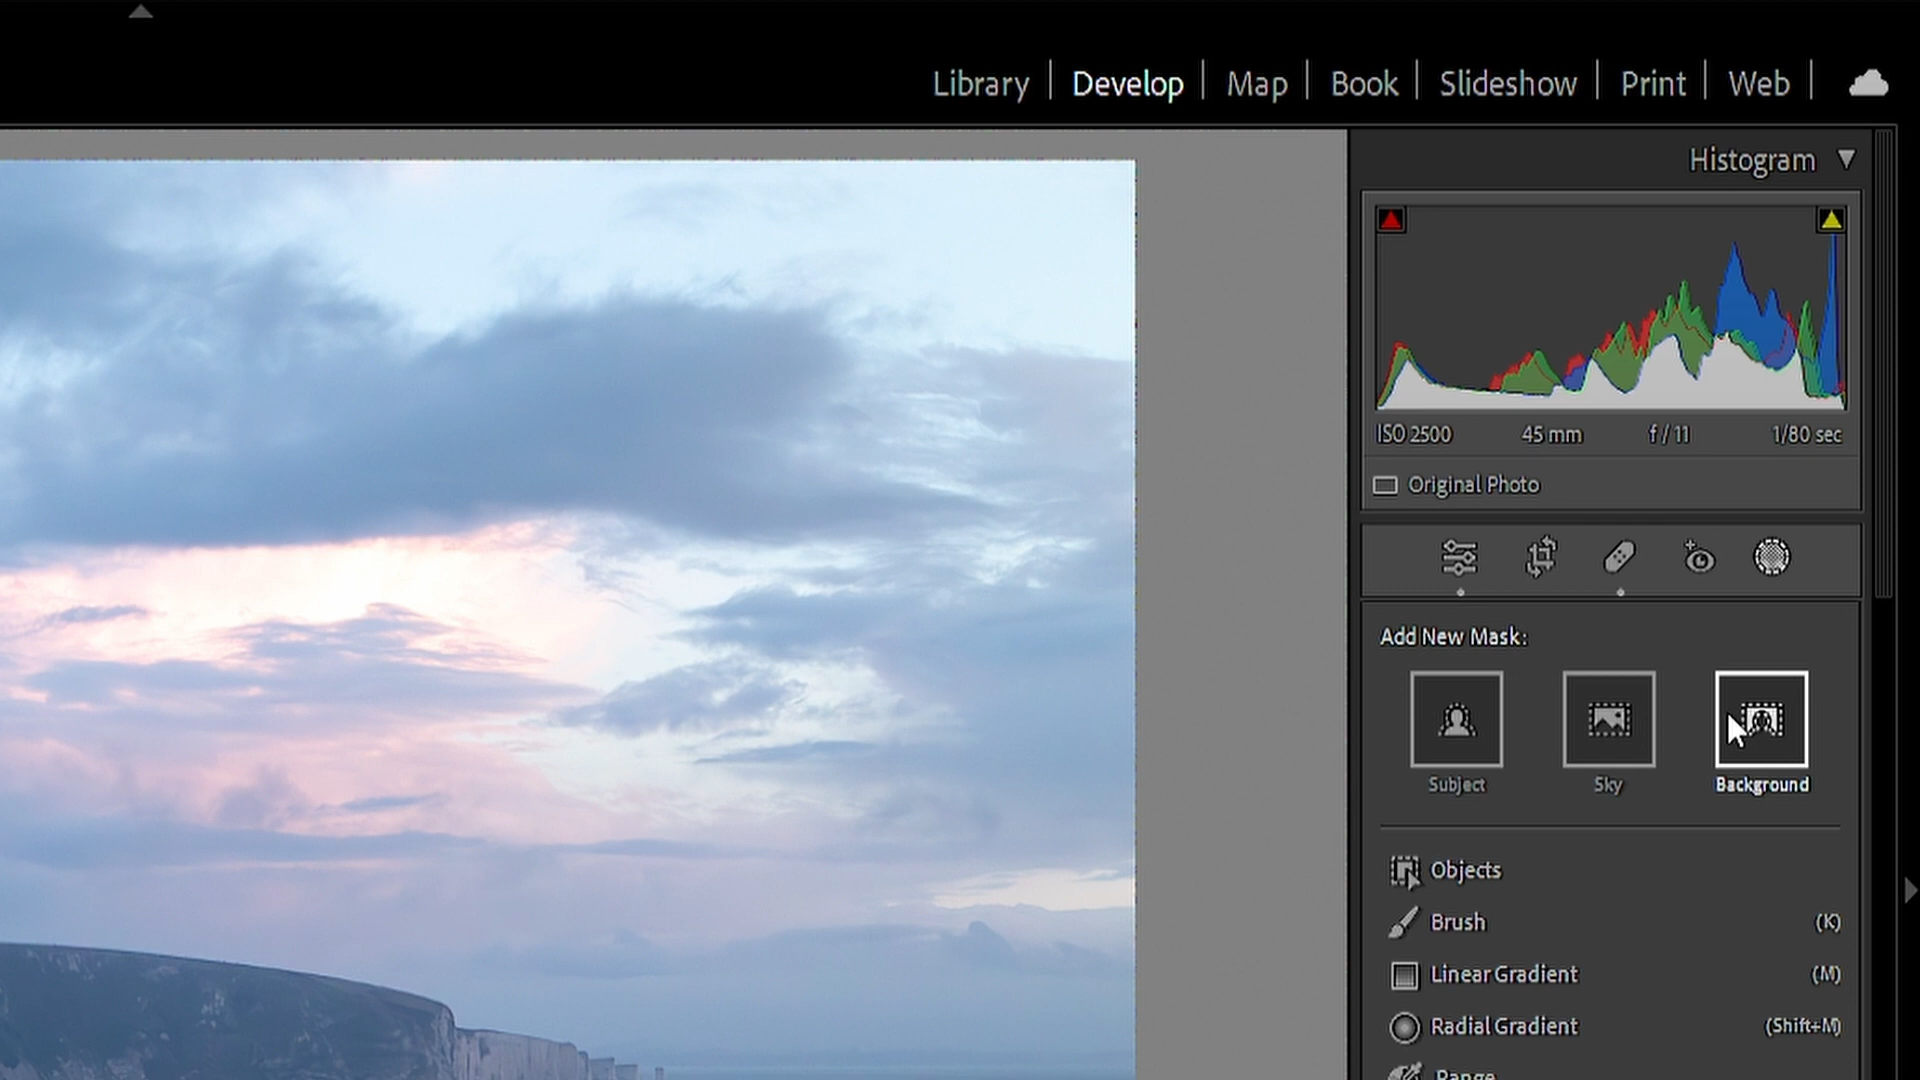 Library | Develop | Map | Book | Slideshow | Print | Web |
Histogram
ISO 2500 45 mm f / 11 1/80 sec
Original Photo
Add New Mask:
Subject Sky Background
Objects
Brush (K)
Linear Gradient (M)
Radial Gradient (Shift+M)
Range